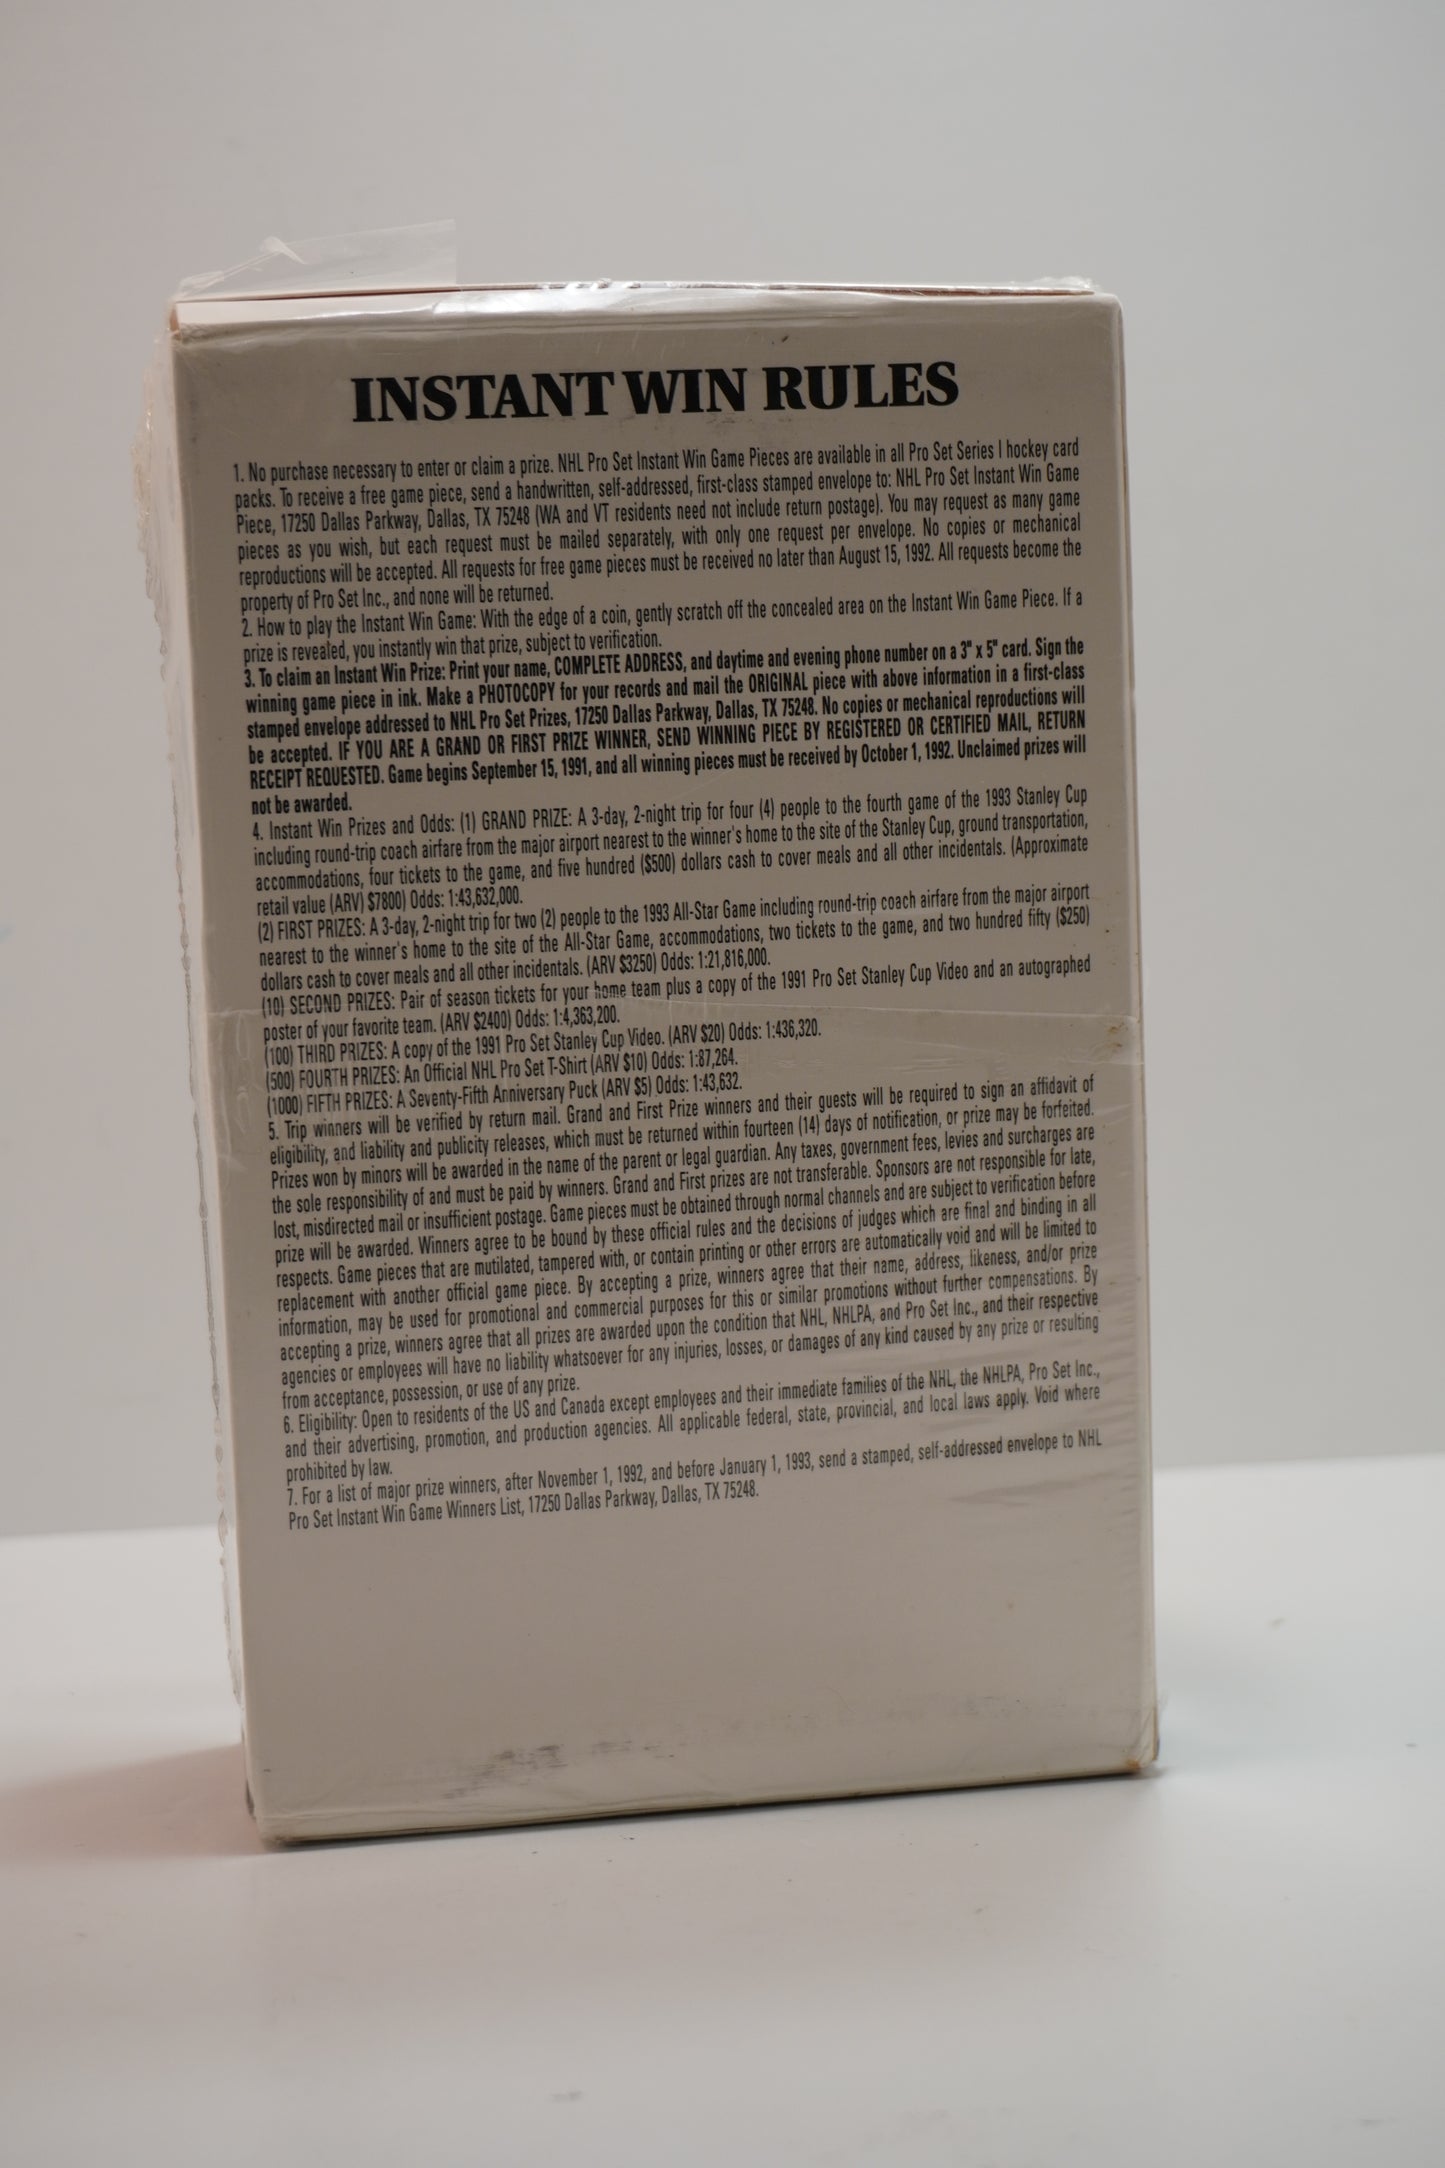 INSTANT WIN RULES
1. No purchase necessary to enter or claim a prize. NHL Pro Set Instant Win Game Pieces are available in all Pro Set Series I hockey card
packs. To receive a free game piece, send a handwritten, self-addressed, first-class stamped envelope to: NHL Pro Set Instant Win Game
Piece, 17250 Dallas Parkway, Dallas, TX 75248 (WA and VT residents need not include return postage). You may request as many game
pieces as you wish, but each request must be mailed separately, with only one request per envelope. No copies or mechanical
reproductions will be accepted. All requests for free game pieces must be received no later than August 15, 1992. All requests become the
property of Pro Set Inc., and none will be returned.
2. How to play the Instant Win Game: With the edge of a coin, gently scratch off the concealed area on the Instant Win Game Piece. If a
prize is revealed, you instantly win that prize, subject to verification.
3. To claim an Instant Win Prize: Print your name, COMPLETE ADDRESS, and daytime and evening phone number on a 3" x 5" card. Sign the
winning game piece in ink. Make a PHOTOCOPY for your records and mail the ORIGINAL piece with above information in a first-class
stamped envelope addressed to NHL Pro Set Prizes, 17250 Dallas Parkway, Dallas, TX 75248. No copies or mechanical reproductions will
be accepted. IF YOU ARE A GRAND OR FIRST PRIZE WINNER, SEND WINNING PIECE BY REGISTERED OR CERTIFIED MAIL, RETURN
RECEIPT REQUESTED. Game begins September 15, 1991, and all winning pieces must be received by October 1, 1992. Unclaimed prizes will
not be awarded.
4. Instant Win Prizes and Odds: (1) GRAND PRIZE: A 3-day, 2-night trip for four (4) people to the fourth game of the 1993 Stanley Cup
including round-trip coach airfare from the major airport nearest to the winner's home to the site of the Stanley Cup, ground transportation,
accommodations, four tickets to the game, and five hundred ($500) dollars cash to cover meals and all other incidentals. (Approximate
retail value (ARV) $7800) Odds: 1:43,632,000.
(2) FIRST PRIZES: A 3-day, 2-night trip for two (2) people to the 1993 All-Star Game including round-trip coach airfare from the major airport
nearest to the winner's home to the site of the All-Star Game, accommodations, two tickets to the game, and two hundred fifty ($250)
dollars cash to cover meals and all other incidentals. (ARV $3250) Odds: 1:21,816,000.
(10) SECOND PRIZES: Pair of season tickets for your home team plus a copy of the 1991 Pro Set Stanley Cup Video and an autographed
poster of your favorite team. (ARV $2400) Odds: 1:4,363,200.
(100) THIRD PRIZES: A copy of the 1991 Pro Set Stanley Cup Video. (ARV $20) Odds: 1:436,320.
(500) FOURTH PRIZES: An Official NHL Pro Set T-Shirt (ARV $10) Odds: 1:87,264.
(1000) FIFTH PRIZES: A Seventy-Fifth Anniversary Puck (ARV $5) Odds: 1:43,632.
5. Trip winners will be verified by return mail. Grand and First Prize winners and their guests will be required to sign an affidavit of
eligibility, and liability and publicity releases, which must be returned within fourteen (14) days of notification, or prize may be forfeited.
Prizes won by minors will be awarded in the name of the parent or legal guardian. Any taxes, government fees, levies and surcharges are
the sole responsibility of and must be paid by winners. Grand and First prizes are not transferable. Sponsors are not responsible for late,
lost, misdirected mail or insufficient postage. Game pieces must be obtained through normal channels and are subject to verification before
prize will be awarded. Winners agree to be bound by these official rules and the decisions of judges which are final and binding in all
respects. Game pieces that are mutilated, tampered with, or contain printing or other errors are automatically void and will be limited to
replacement with another official game piece. By accepting a prize, winners agree that their name, address, likeness, and/or prize
information, may be used for promotional and commercial purposes for this or similar promotions without further compensations. By
accepting a prize, winners agree that all prizes are awarded upon the condition that NHL, NHLPA, and Pro Set Inc., and their respective
agencies or employees will have no liability whatsoever for any injuries, losses, or damages of any kind caused by any prize or resulting
from acceptance, possession, or use of any prize.
6. Eligibility: Open to residents of the US and Canada except employees and their immediate families of the NHL, the NHLPA, Pro Set Inc.,
and their advertising, promotion, and production agencies. All applicable federal, state, provincial, and local laws apply. Void where
prohibited by law.
7. For a list of major prize winners, after November 1, 1992, and before January 1, 1993, send a stamped, self-addressed envelope to NHL
Pro Set Instant Win Game Winners List, 17250 Dallas Parkway, Dallas, TX 75248.